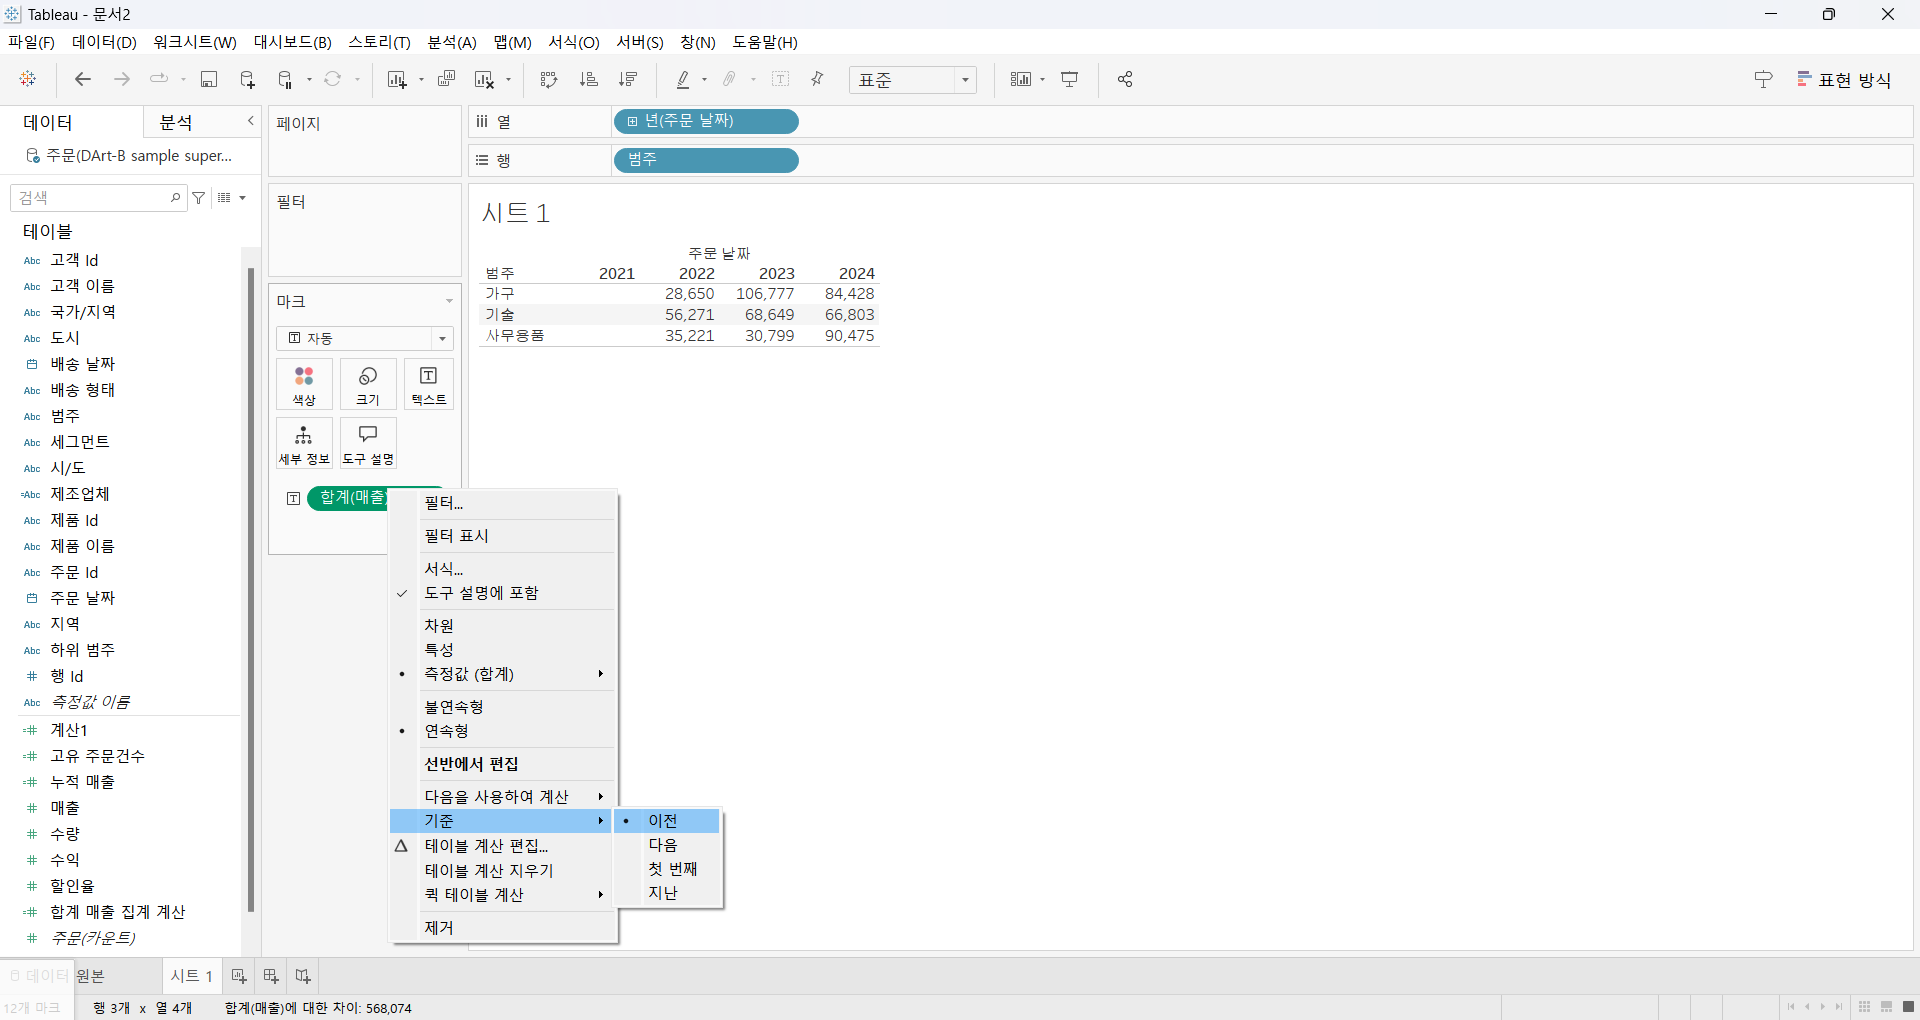 Tableau - 문서2
파일(F) 데이터(D) 워크시트(W) 대시보드(B) 스토리(T) 분석(A) 맵(M) 서식(O) 서버(S) 창(N) 도움말(H)
표준
표현 방식
데이터 분석
주문(DArt-B sample super...
검색
테이블
Abc 고객 Id
Abc 고객 이름
Abc 국가/지역
Abc 도시
배송 날짜
Abc 배송 형태
Abc 범주
Abc 세그먼트
Abc 시/도
=Abc 제조업체
Abc 제품 Id
Abc 제품 이름
Abc 주문 Id
주문 날짜
Abc 지역
Abc 하위 범주
# 행 Id
Abc 측정값 이름
=# 계산1
=# 고유 주문건수
=# 누적 매출
# 매출
# 수량
# 수익
# 할인율
=# 합계 매출 집계 계산
# 주문(카운트)
페이지
필터
마크
자동
색상 크기 텍스트
세부 정보 도구 설명
합계(매출)
열 년(주문 날짜)
행 범주
시트 1
주문 날짜
범주 2021 2022 2023 2024
가구 28,650 106,777 84,428
기술 56,271 68,649 66,803
사무용품 35,221 30,799 90,475
필터...
필터 표시
서식...
도구 설명에 포함
차원
특성
측정값 (합계)
불연속형
연속형
선반에서 편집
다음을 사용하여 계산
기준
테이블 계산 편집...
테이블 계산 지우기
퀵 테이블 계산
제거
이전
다음
첫 번째
지난
데이터 원본 시트 1
12개 마크 행 3개 x 열 4개 합계(매출)에 대한 차이: 568,074